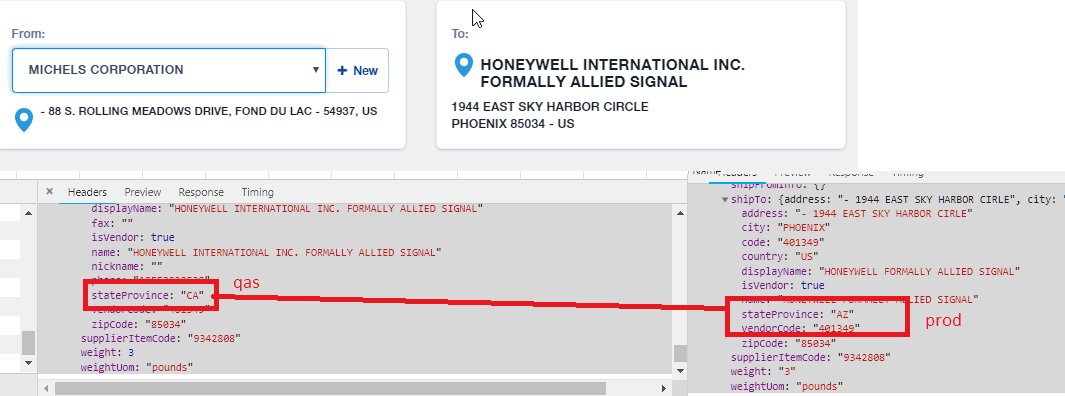 From:
MICHELS CORPORATION
+ New
- 88 S. ROLLING MEADOWS DRIVE, FOND DU LAC - 54937, US
To:
HONEYWELL INTERNATIONAL INC.
FORMALLY ALLIED SIGNAL
1944 EAST SKY HARBOR CIRCLE
PHOENIX 85034 - US
× Headers Preview Response Timing
displayName: "HONEYWELL INTERNATIONAL INC. FORMALLY ALLIED SIGNAL"
fax: ""
isVendor: true
name: "HONEYWELL INTERNATIONAL INC. FORMALLY ALLIED SIGNAL"
nickname: ""
qas
stateProvince: "CA"
vendorCode: "401349"
zipCode: "85034"
supplierItemCode: "9342808"
weight: 3
weightUom: "pounds"
Name Headers Preview Response Timing
shipFromInfo: {}
shipTo: {address: "- 1944 EAST SKY HARBOR CIRLE", city: "
address: "- 1944 EAST SKY HARBOR CIRLE"
city: "PHOENIX"
code: "401349"
country: "US"
displayName: "HONEYWELL FORMALLY ALLIED SIGNAL"
isVendor: true
name: "HONEYWELL FORMALLY ALLIED SIGNAL"
stateProvince: "AZ"
prod
vendorCode: "401349"
zipCode: "85034"
supplierItemCode: "9342808"
weight: "3"
weightUom: "pounds"